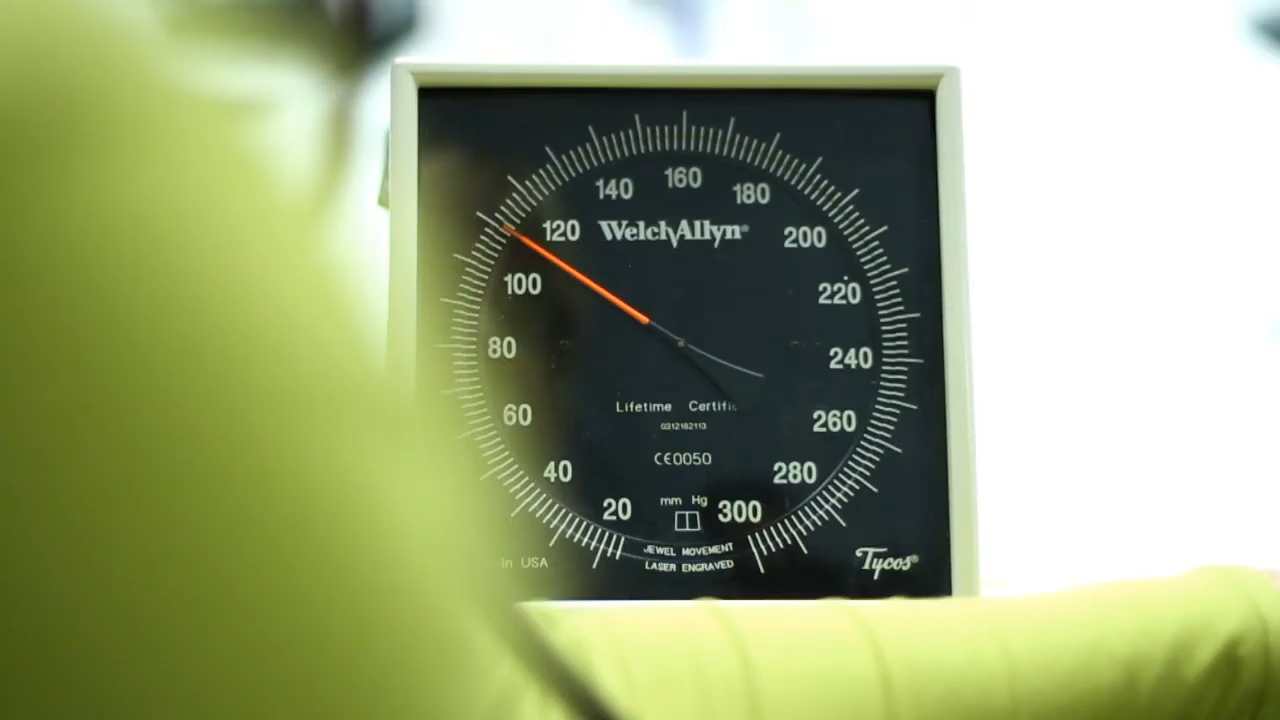 160
140 180
120 WelchAllyn® 200
100 220
80 240
Lifetime Certific
60 0312182113 260
CE0050
40 280
mm Hg
20 300
JEWEL MOVEMENT
LASER ENGRAVED
In USA Tycos®